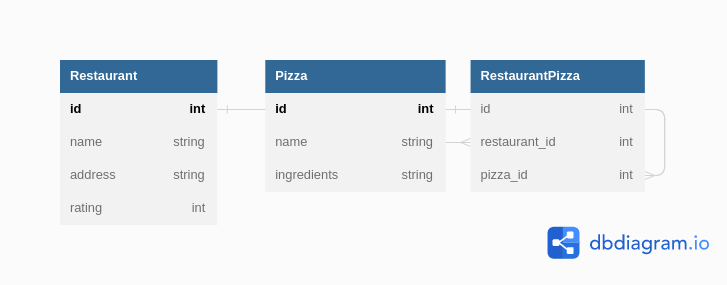 Restaurant
id int
name string
address string
rating int
Pizza
id int
name string
ingredients string
RestaurantPizza
id int
restaurant_id int
pizza_id int
dbdiagram.io